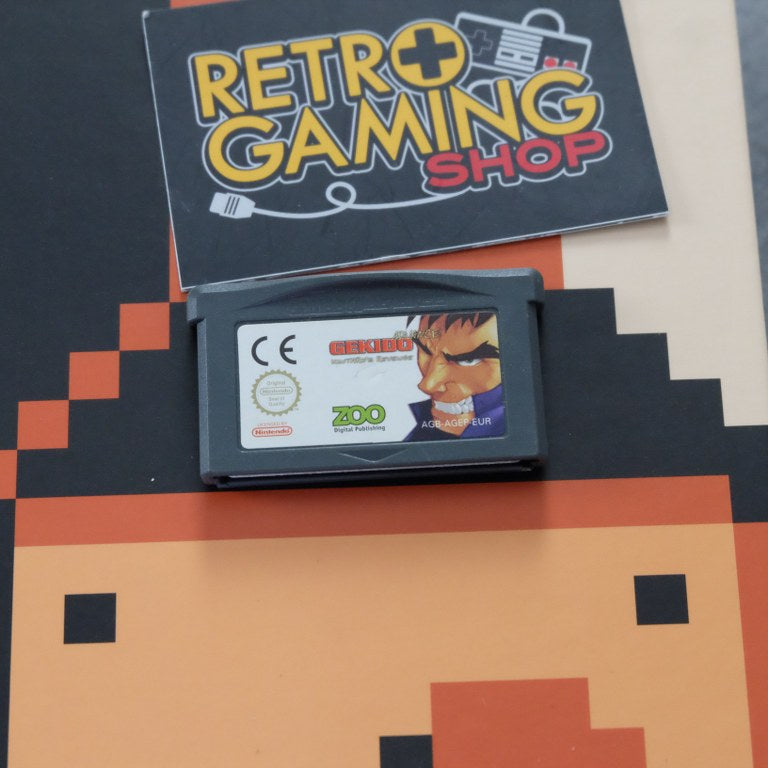 RETRO
GAMING
SHOP
CE
GEKIDO
Original
Nintendo
Seal of
Quality
LICENSED BY
Nintendo
ZOO
Digital Publishing
AGB-AGEP-EUR